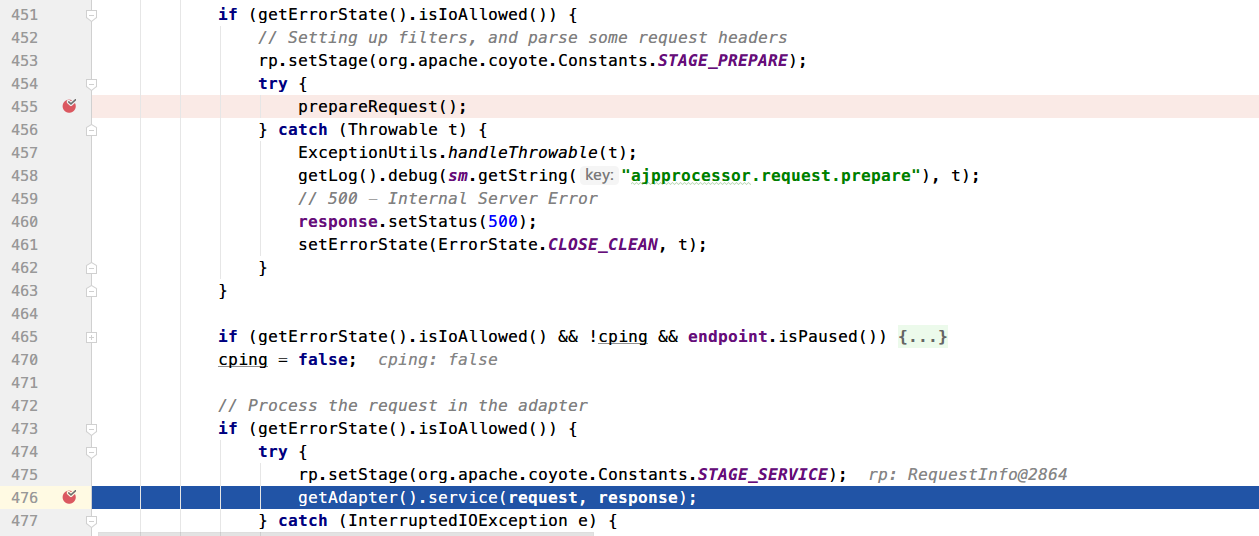 451 if (getErrorState().isIoAllowed()) {
452 // Setting up filters, and parse some request headers
453 rp.setStage(org.apache.coyote.Constants.STAGE_PREPARE);
454 try {
455 prepareRequest();
456 } catch (Throwable t) {
457 ExceptionUtils.handleThrowable(t);
458 getLog().debug(sm.getString( key: "ajpprocessor.request.prepare"), t);
459 // 500 - Internal Server Error
460 response.setStatus(500);
461 setErrorState(ErrorState.CLOSE_CLEAN, t);
462 }
463 }
464
465 if (getErrorState().isIoAllowed() && !cping && endpoint.isPaused()) {...}
470 cping = false; cping: false
471
472 // Process the request in the adapter
473 if (getErrorState().isIoAllowed()) {
474 try {
475 rp.setStage(org.apache.coyote.Constants.STAGE_SERVICE); rp: RequestInfo@2864
476 getAdapter().service(request, response);
477 } catch (InterruptedIOException e) {